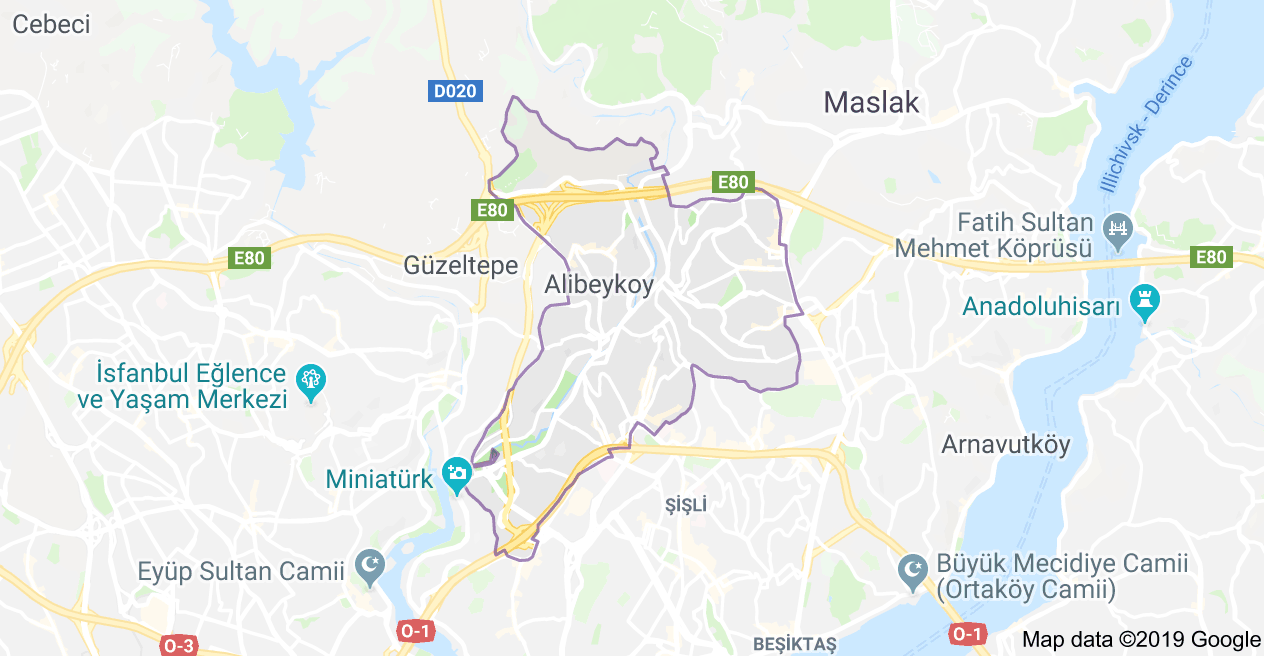 Cebeci
D020
Maslak
Illichivsk - Derince
E80
E80
Fatih Sultan
Mehmet Köprüsü
E80
E80
Güzeltepe
Alibeykoy
Anadoluhisarı
İsfanbul Eğlence
ve Yaşam Merkezi
Arnavutköy
Miniatürk
ŞİŞLİ
Eyüp Sultan Camii
Büyük Mecidiye Camii
(Ortaköy Camii)
O-1
O-1
O-3
BEŞİKTAŞ
Map data ©2019 Google